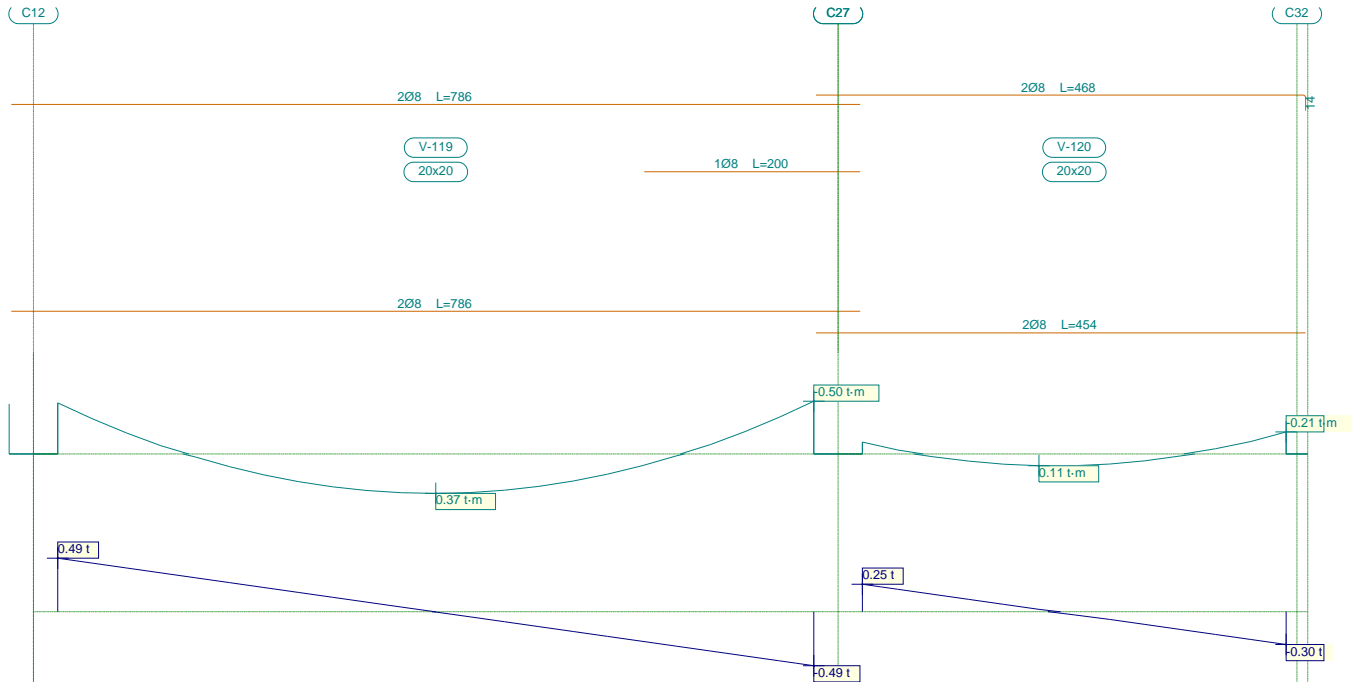 C12
C27
C32
2Ø8 L=786
2Ø8 L=468
14
V-119
20x20
1Ø8 L=200
V-120
20x20
2Ø8 L=786
2Ø8 L=454
-0.50 t·m
-0.21 t·m
0.37 t·m
0.11 t·m
0.49 t
0.25 t
-0.49 t
-0.30 t